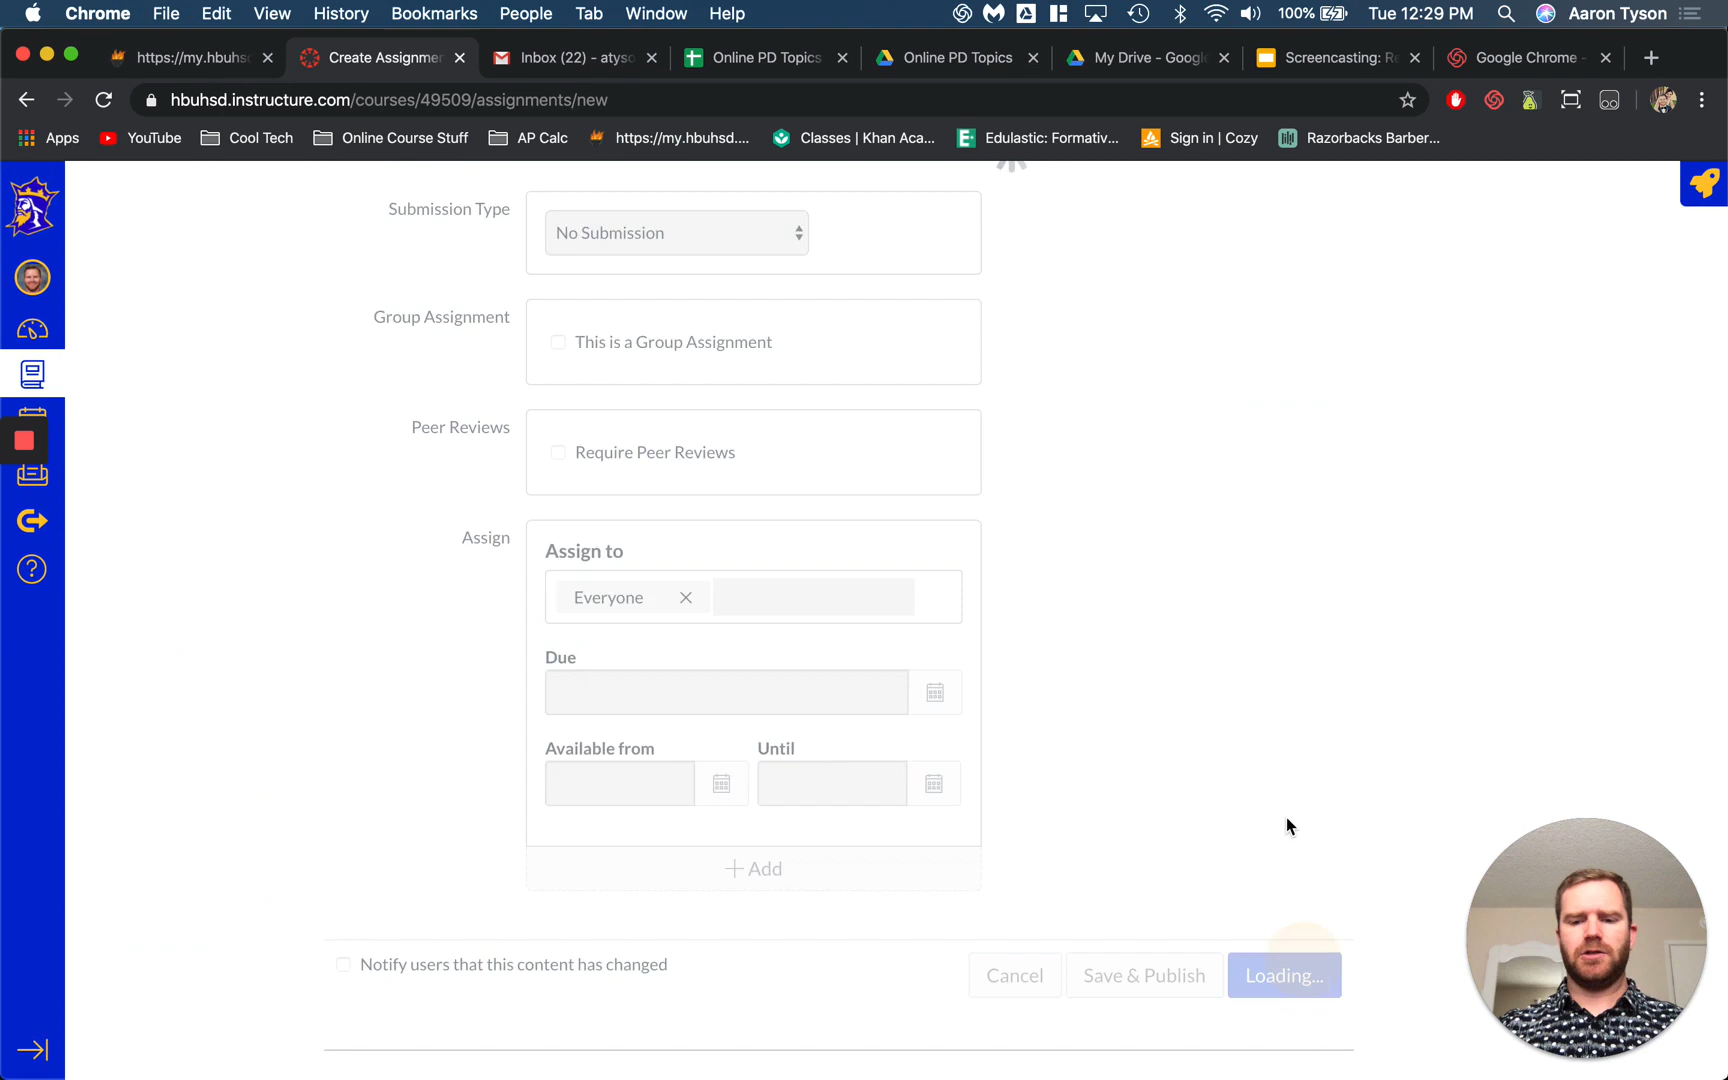 Chrome File Edit View History Bookmarks People Tab Window Help 100% Tue 12:29 PM Aaron Tyson
https://my.hbuhs Create Assignme Inbox (22) - atyso Online PD Topics Online PD Topics My Drive - Google Screencasting: Re Google Chrome -
hbuhsd.instructure.com/courses/49509/assignments/new
Apps YouTube Cool Tech Online Course Stuff AP Calc https://my.hbuhsd.... Classes | Khan Aca... Edulastic: Formativ... Sign in | Cozy Razorbacks Barber...
Submission Type
No Submission
Group Assignment
This is a Group Assignment
Peer Reviews
Require Peer Reviews
Assign
Assign to
Everyone
Due
Available from Until
+ Add
Notify users that this content has changed
Cancel Save & Publish Loading...